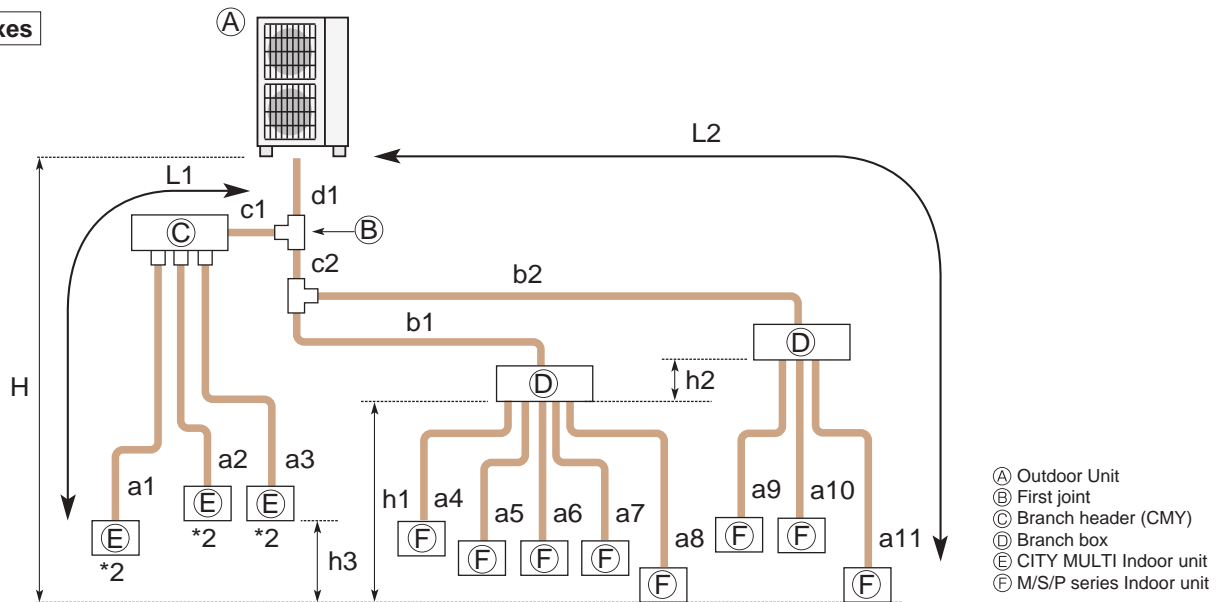 xes
A
L2
L1
d1
c1
C
B
c2
b2
b1
D
D
h2
H
a3
a2
a1
h1
a4
a9
a10
E
E
F
a5
a6
a7
F
F
E
*2
*2
a8
a11
*2
h3
F
F
F
F
F
A Outdoor Unit
B First joint
C Branch header (CMY)
D Branch box
E CITY MULTI Indoor unit
F M/S/P series Indoor unit